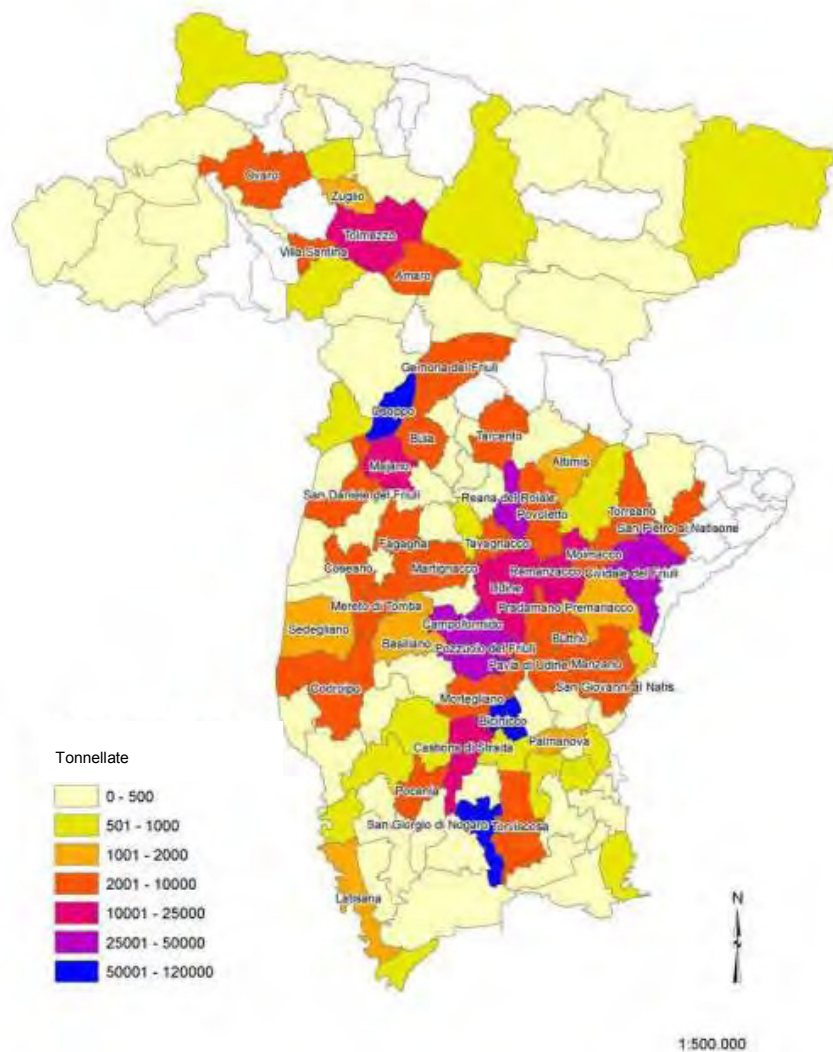 Ovaro
Zuglio
Tolmezzo
Villa Santina
Amaro
Gemona del Friuli
Osoppo
Buia
Tarcento
Majano
Attimis
San Daniele del Friuli
Reana del Rojale
Povoletto
Torreano
San Pietro al Natisone
Fagagna
Tavagnacco
Moimacco
Coseano
Martignacco
Remanzacco
Cividale del Friuli
Udine
Mereto di Tomba
Pradamano
Premariacco
Sedegliano
Campoformido
Basiliano
Buttrio
Pozzuolo del Friuli
Pavia di Udine
Manzano
Codroipo
San Giovanni al Natis.
Mortegliano
Bicinicco
Castions di Strada
Palmanova
Pocenia
San Giorgio di Nogaro
Torviscosa
Latisana
Tonnellate
0 - 500
501 - 1000
1001 - 2000
2001 - 10000
10001 - 25000
25001 - 50000
50001 - 120000
N
1:500.000